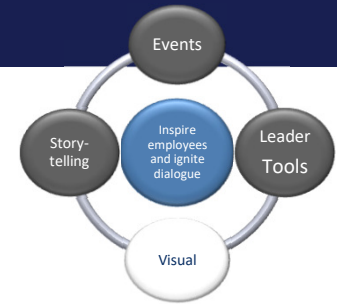 Events
Story-
telling
Inspire
employees
and ignite
dialogue
Leader
Tools
Visual